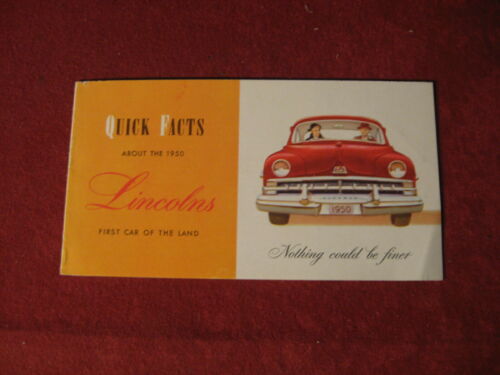 QUICK FACTS
ABOUT THE 1950
Lincolns
FIRST CAR OF THE LAND
1950
Nothing could be finer